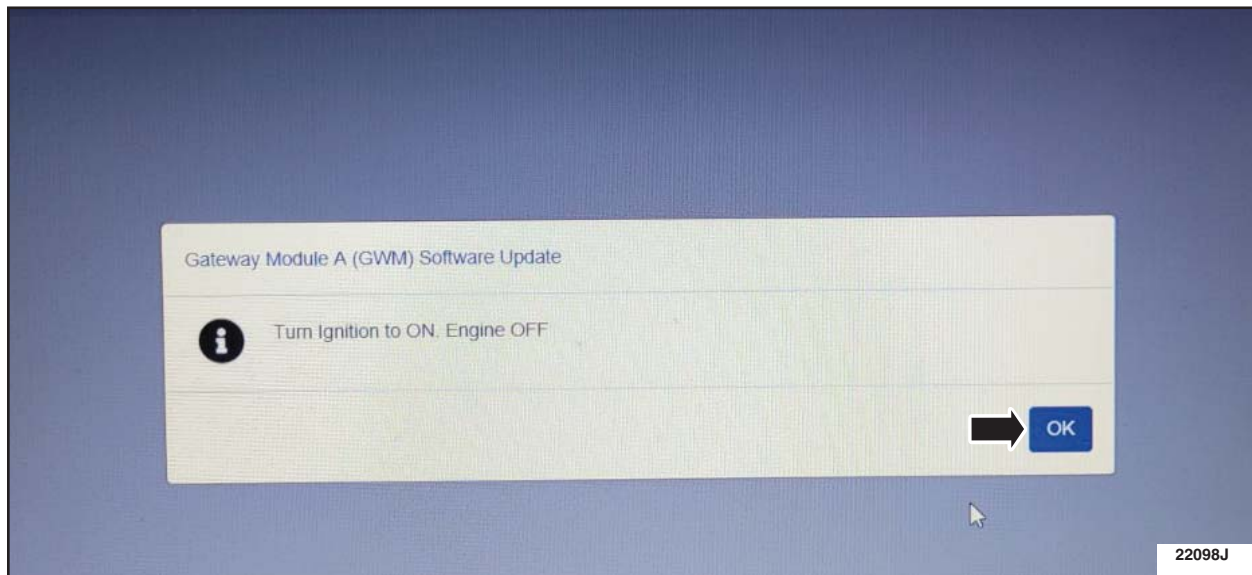 Gateway Module A (GWM) Software Update
Turn Ignition to ON. Engine OFF
OK
22098J